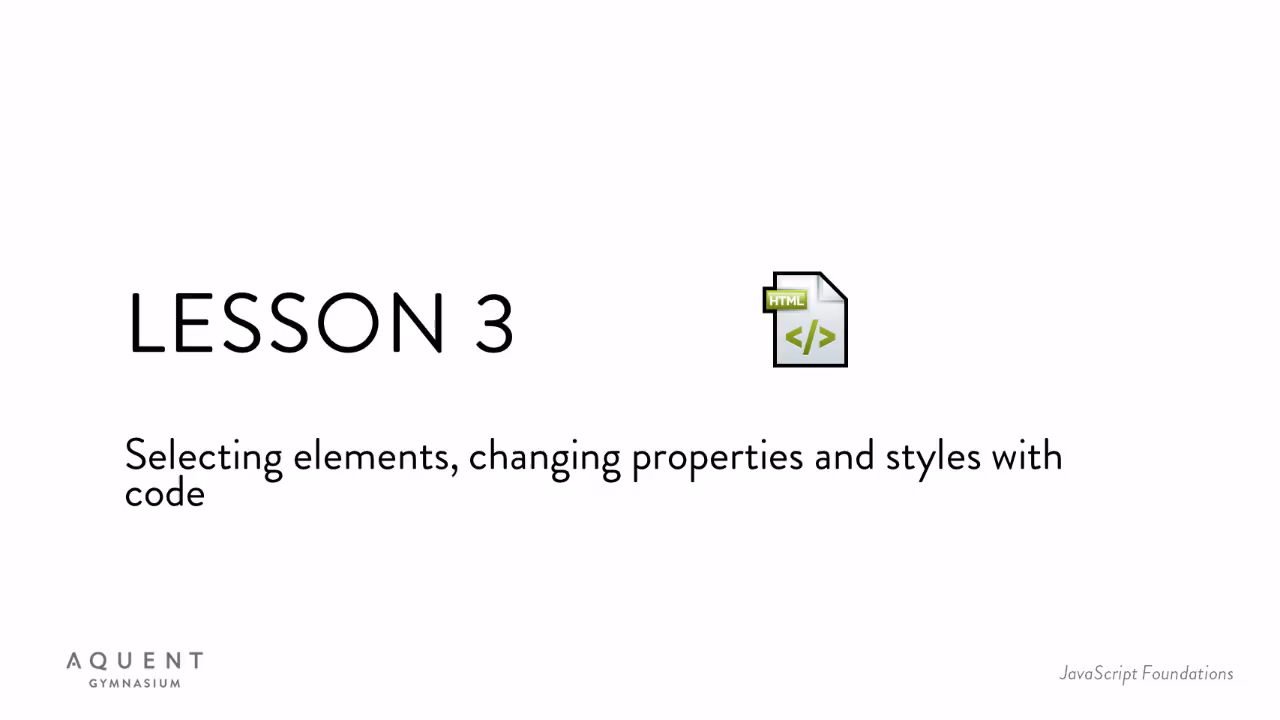 LESSON 3
HTML
</>
Selecting elements, changing properties and styles with
code
AQUENT
GYMNASIUM
JavaScript Foundations